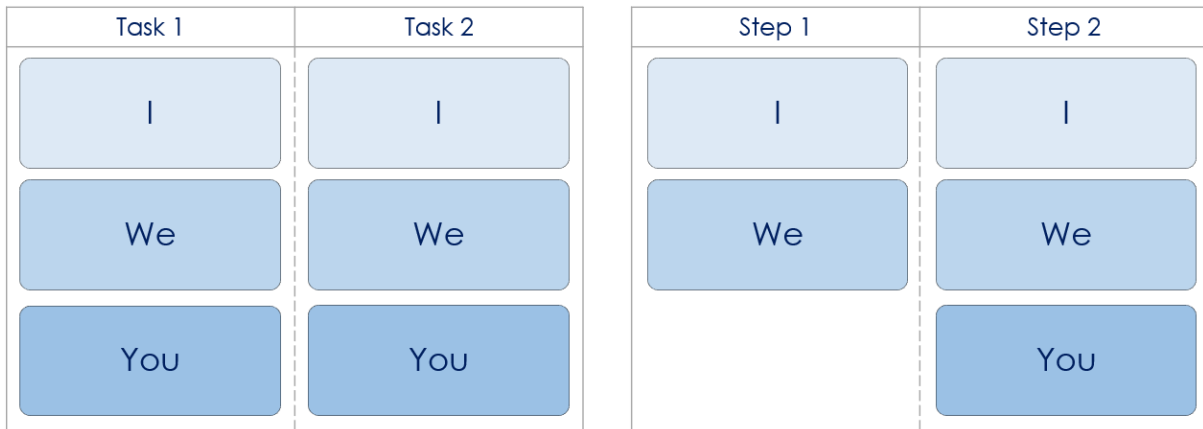 Task 1 Task 2 Step 1 Step 2
I I I I
We We We We
You You You